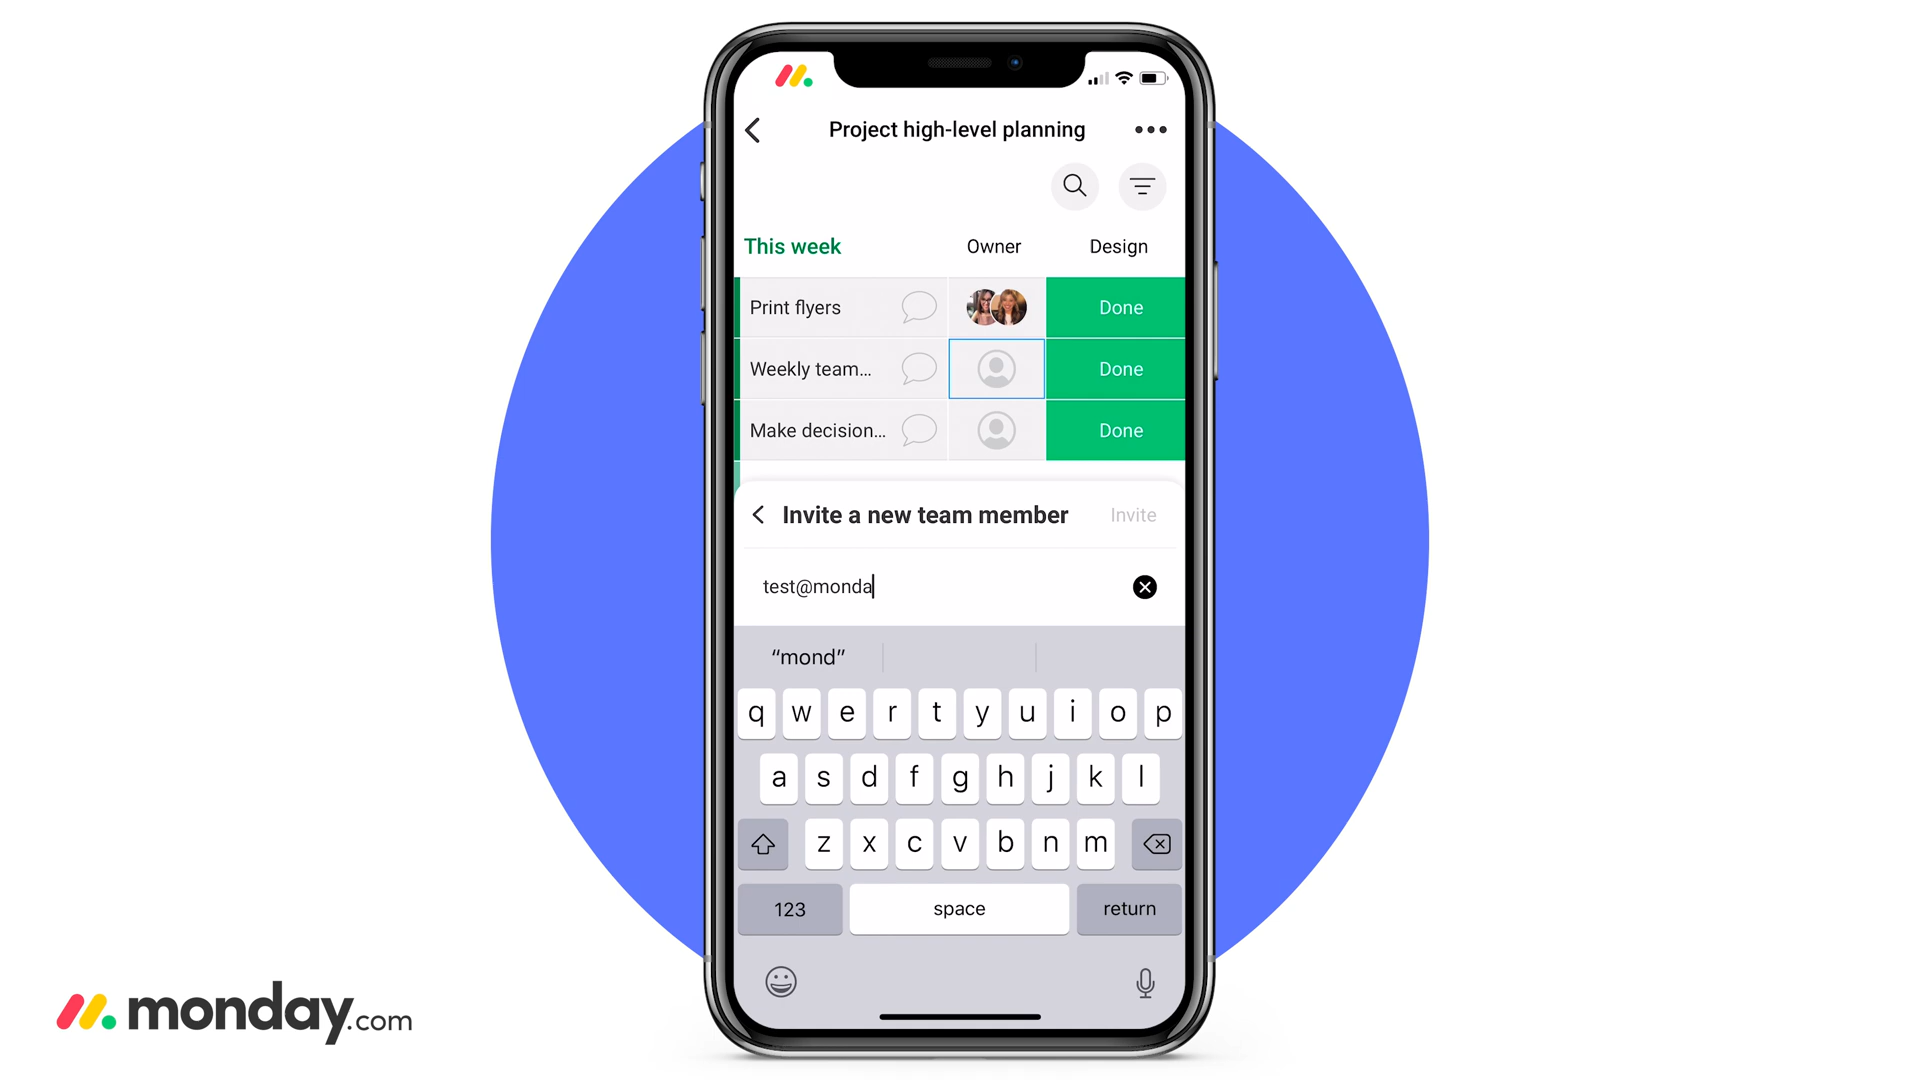 Project high-level planning
This week Owner Design
Print flyers Done
Weekly team... Done
Make decision... Done
Invite a new team member Invite
test@monda
“mond”
q w e r t y u i o p
a s d f g h j k l
z x c v b n m
123 space return
monday.com